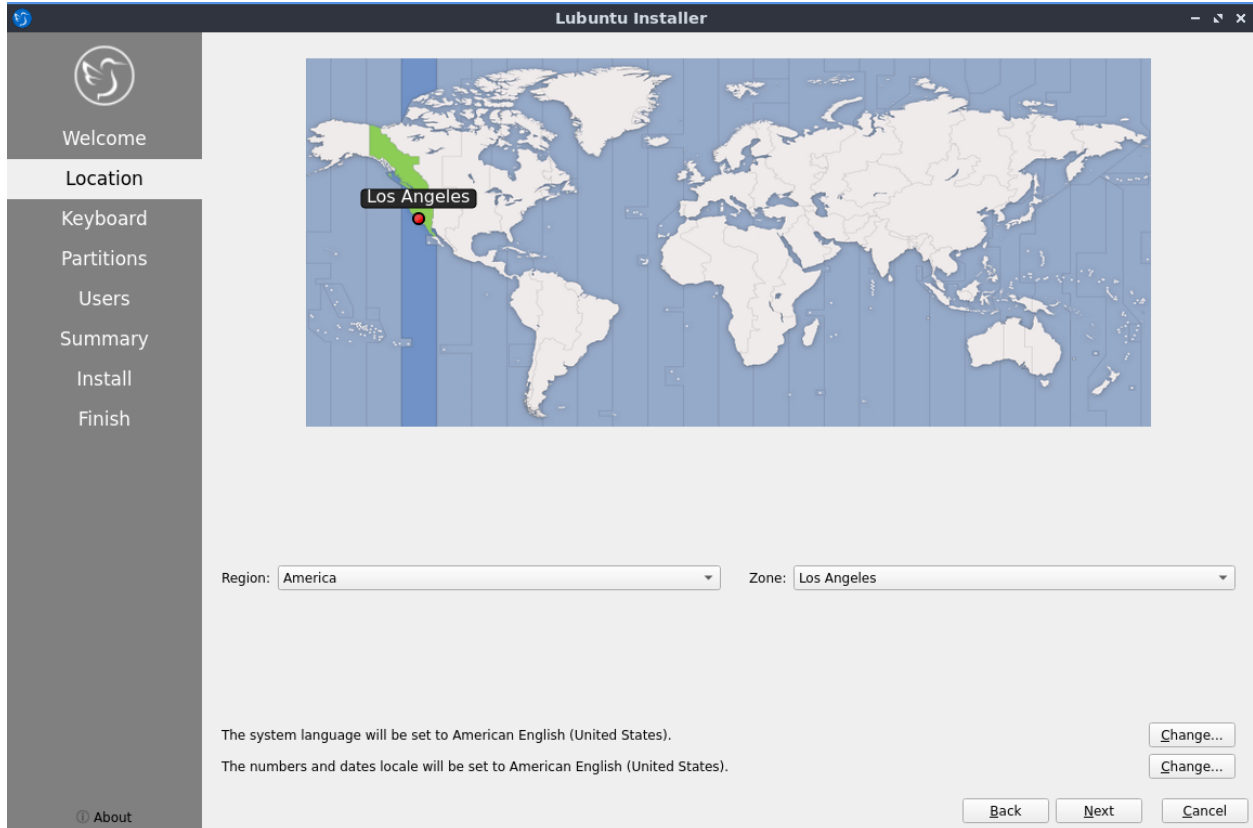 Lubuntu Installer
Welcome
Location
Keyboard
Partitions
Users
Summary
Install
Finish
About
Los Angeles
Region: America Zone: Los Angeles
The system language will be set to American English (United States). Change...
The numbers and dates locale will be set to American English (United States). Change...
Back Next Cancel